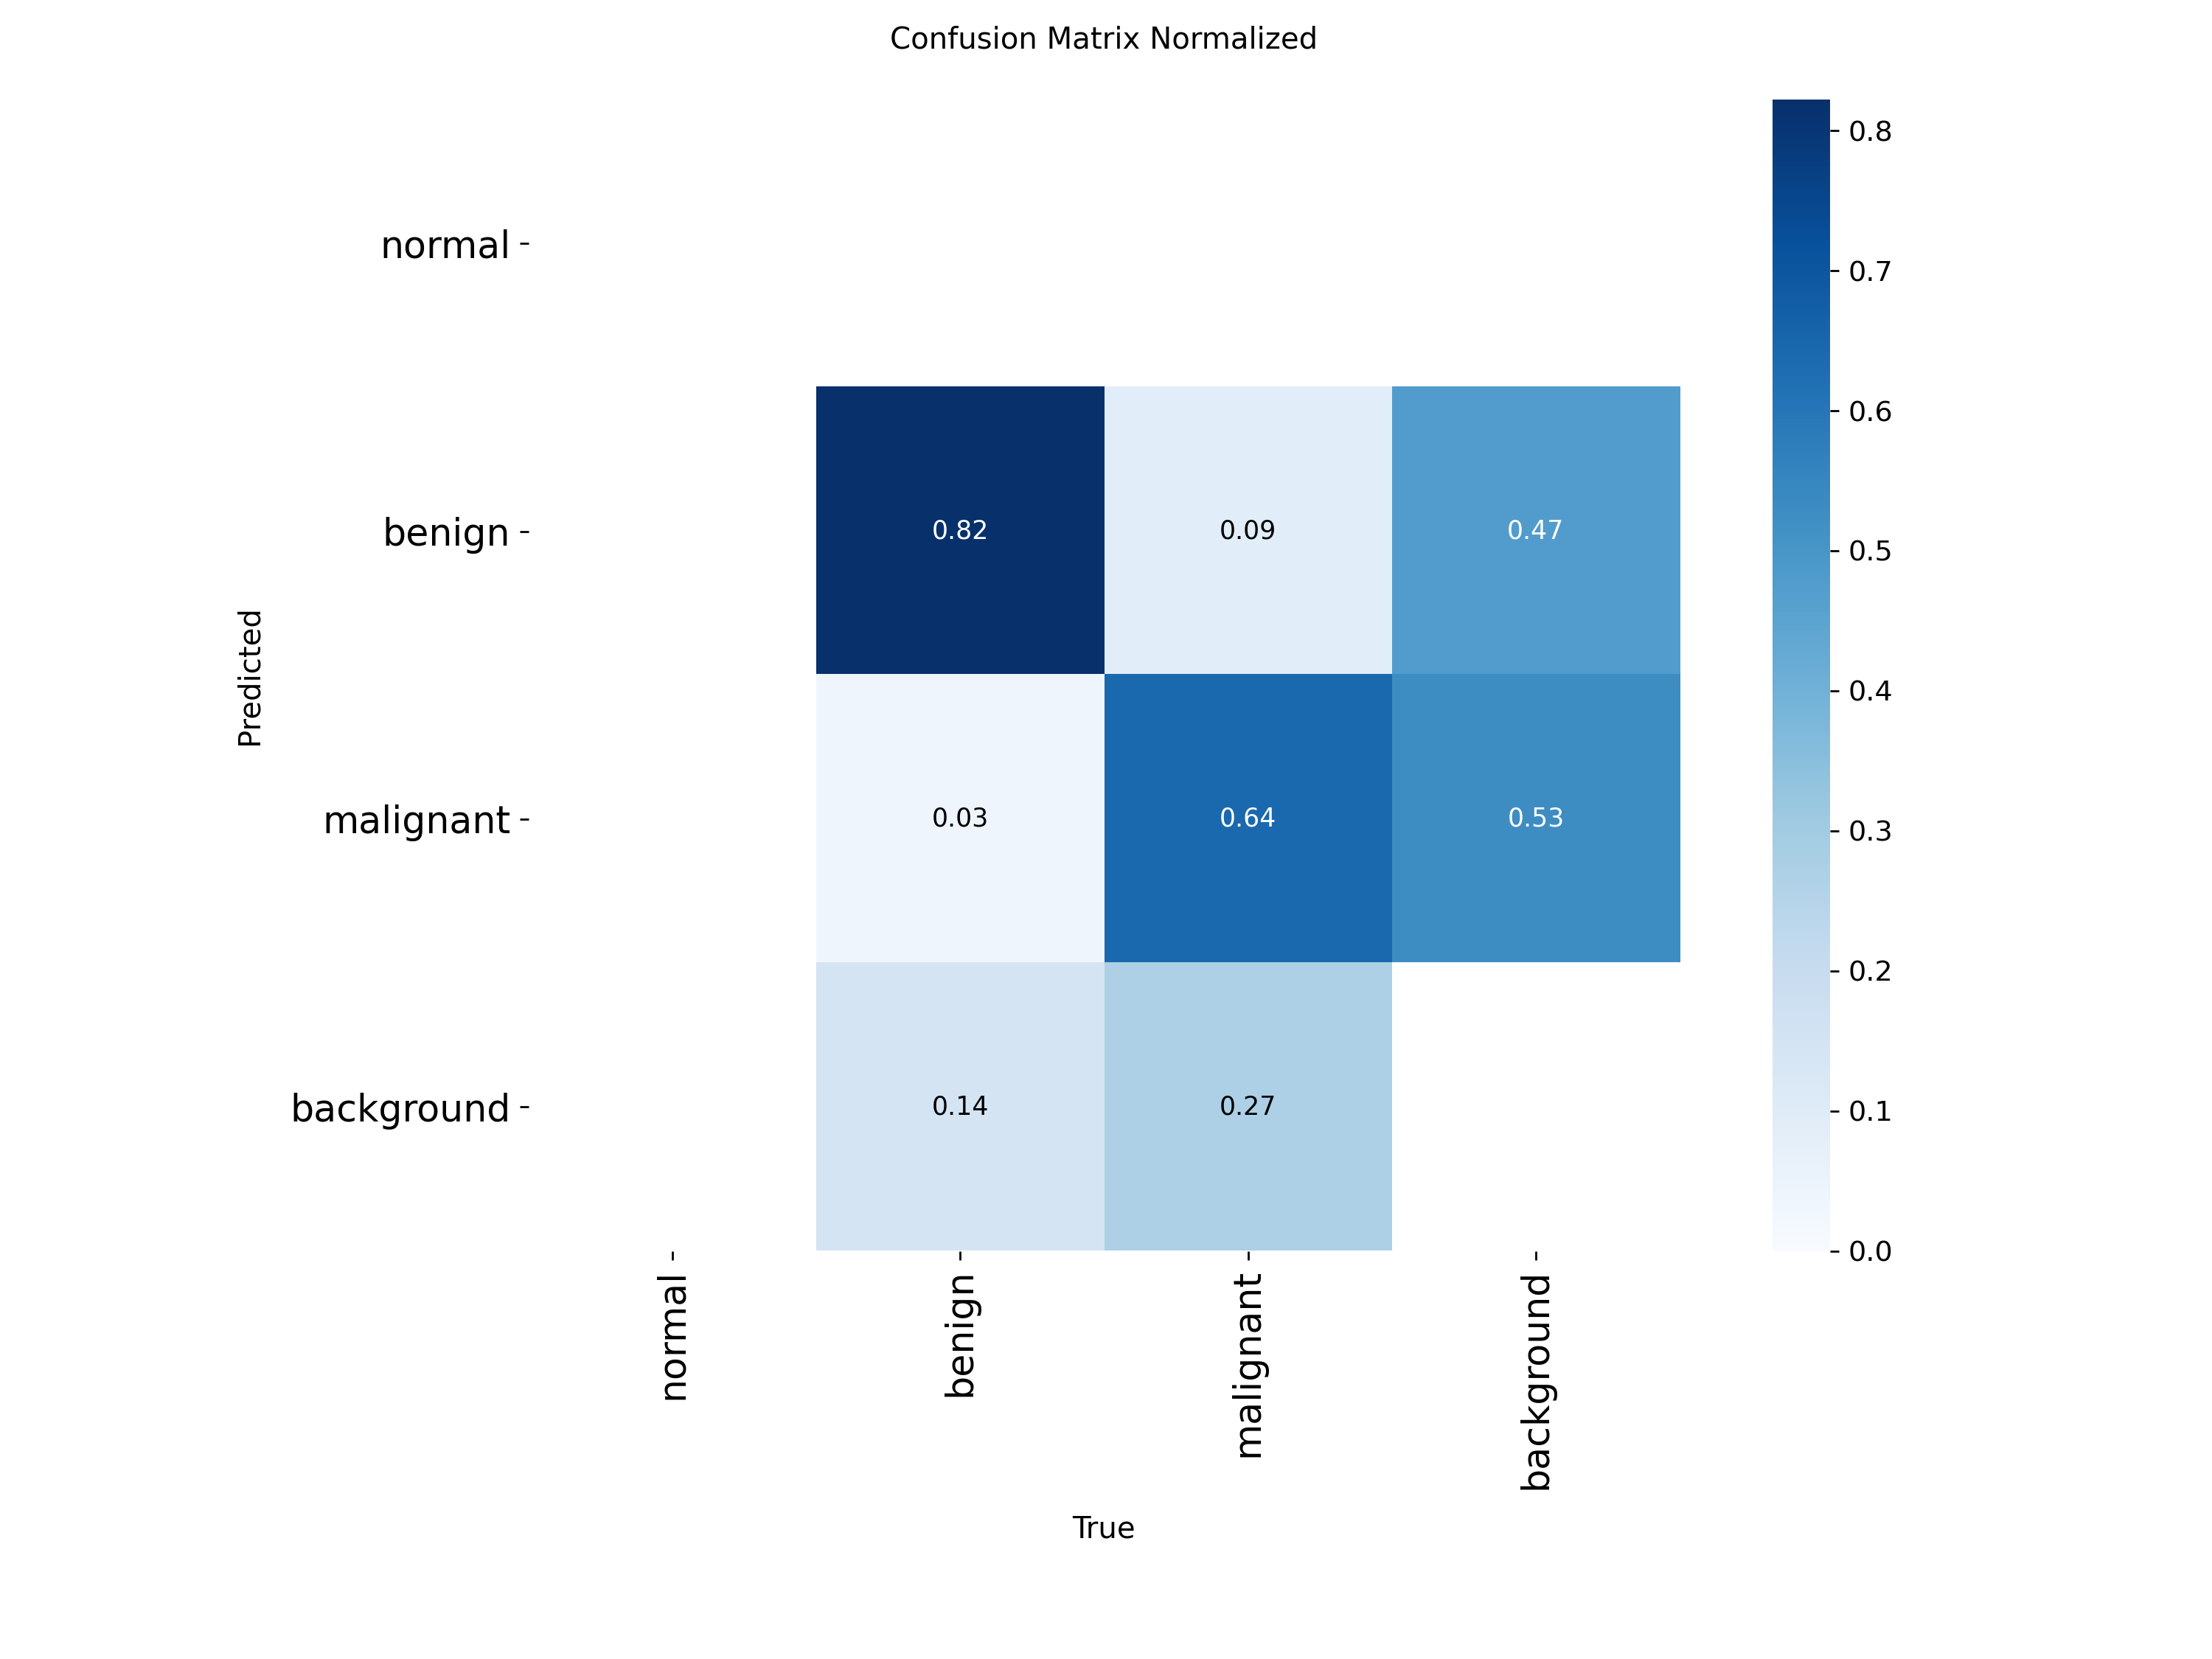 Confusion Matrix Normalized
normal
benign
malignant
background
Predicted
0.82
0.09
0.47
0.03
0.64
0.53
0.14
0.27
normal
benign
malignant
background
True
0.8
0.7
0.6
0.5
0.4
0.3
0.2
0.1
0.0